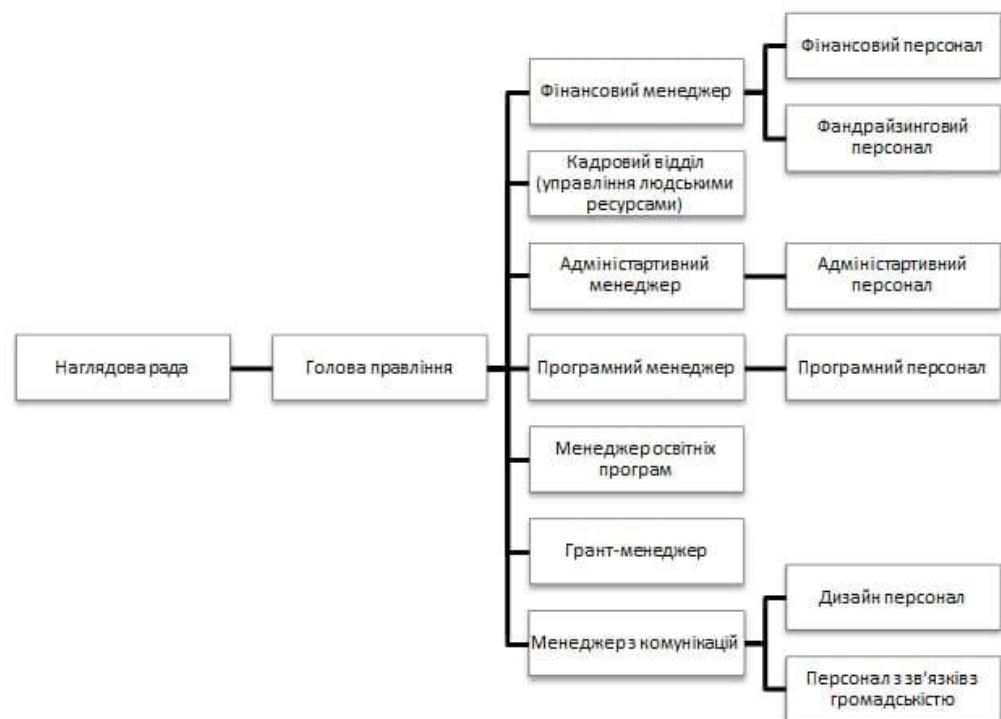 Фінансовий персонал
Фінансовий менеджер
Фандрайзинговий
персонал
Кадровий відділ
(управління людськими
ресурсами)
Адміністартивний
менеджер
Адміністартивний
персонал
Наглядова рада
Голова правління
Програмний менеджер
Програмний персонал
Менеджер освітніх
програм
Грант-менеджер
Дизайн персонал
Менеджер з комунікацій
Персонал з зв'язків з
громадськістю